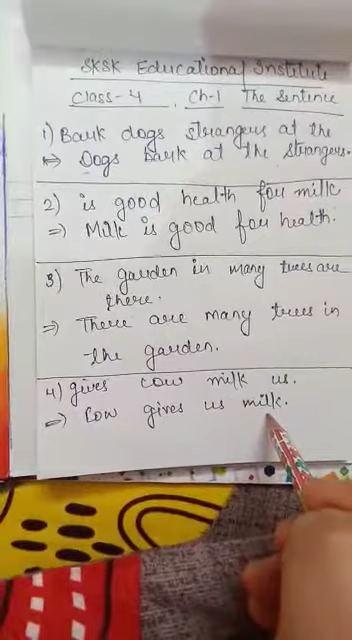 SKSK Educational Institute
Class-4 , Ch-1 The Sentence
1) Bark dogs strangers at the
⇒ Dogs bark at the strangers.
2) is good health for milk
⇒ Milk is good for health.
3) The garden in many trees are
there.
⇒ There are many trees in
the garden.
4) gives cow milk us.
⇒ Cow gives us milk.